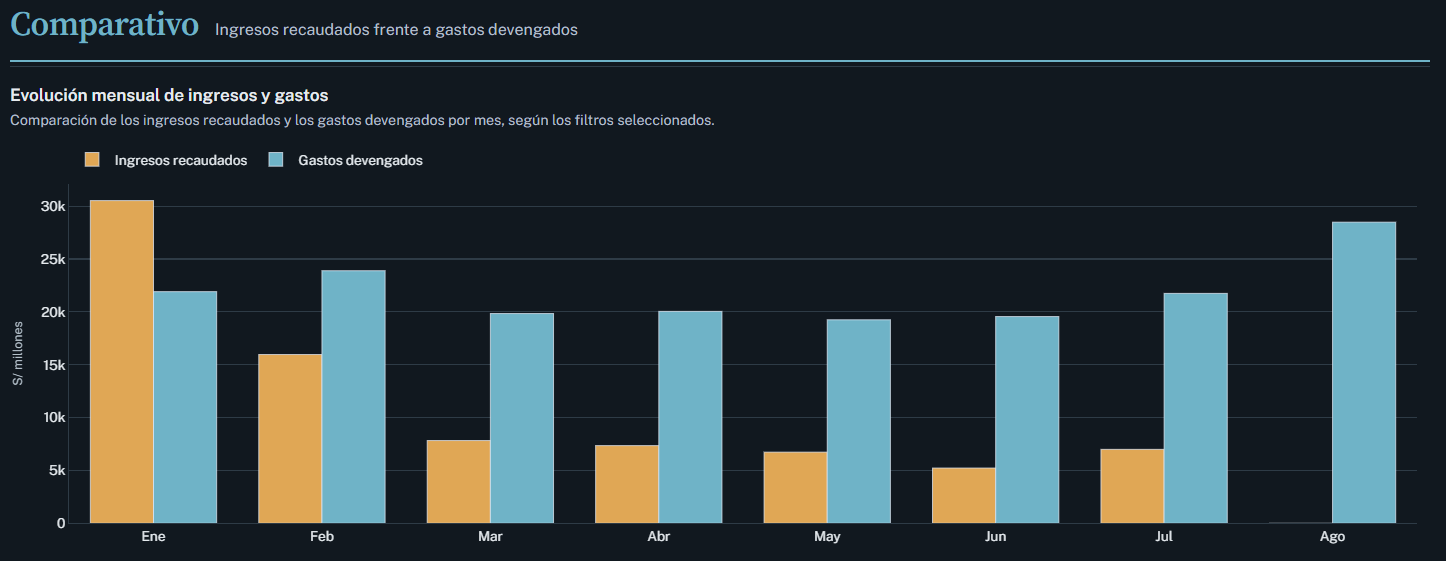 Comparativo Ingresos recaudados frente a gastos devengados
Evolución mensual de ingresos y gastos
Comparación de los ingresos recaudados y los gastos devengados por mes, según los filtros seleccionados.
Ingresos recaudados Gastos devengados
30k
25k
20k
15k
10k
5k
0
S/ millones
Ene Feb Mar Abr May Jun Jul Ago